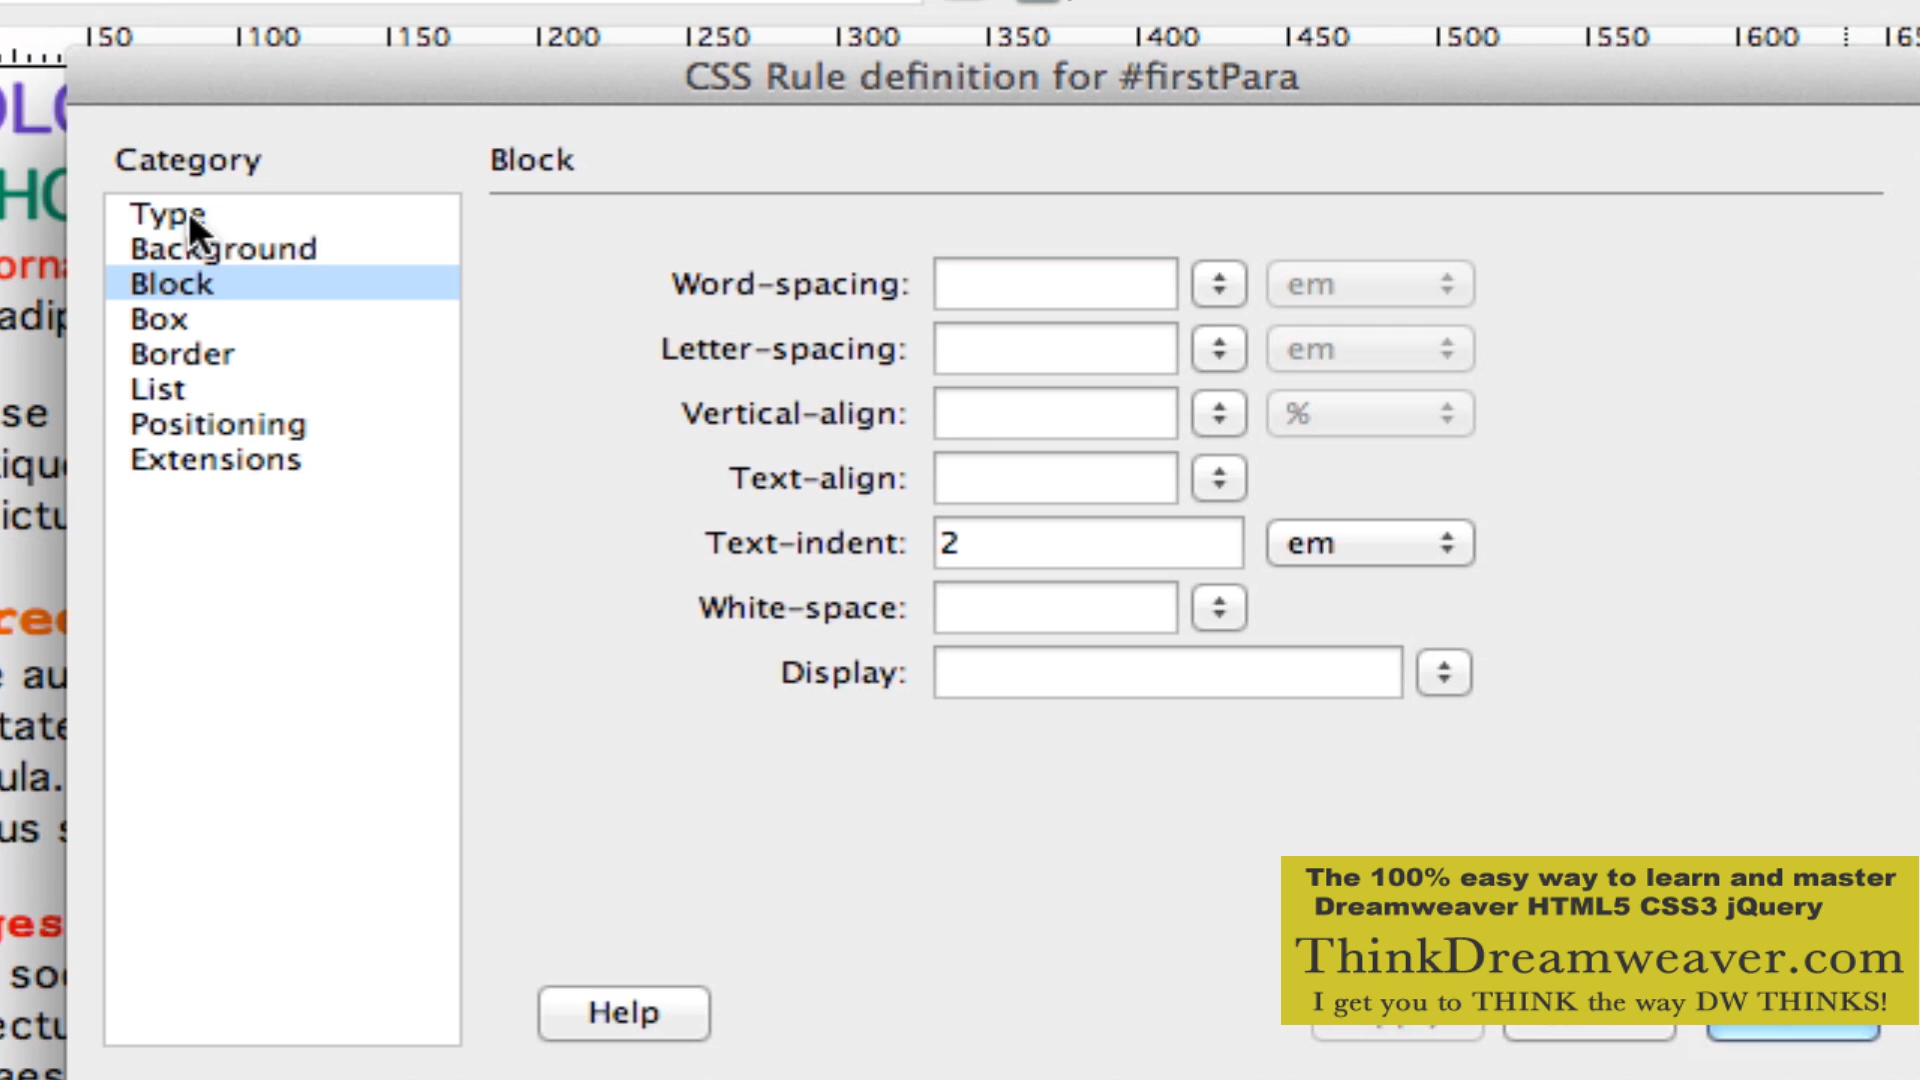 50 100 150 200 250 300 350 400 450 500 550 600
CSS Rule definition for #firstPara
Category
Type
Background
Block
Box
Border
List
Positioning
Extensions
Block
Word-spacing: em
Letter-spacing: em
Vertical-align: %
Text-align:
Text-indent: 2 em
White-space:
Display:
Help
The 100% easy way to learn and master
Dreamweaver HTML5 CSS3 jQuery
ThinkDreamweaver.com
I get you to THINK the way DW THINKS!